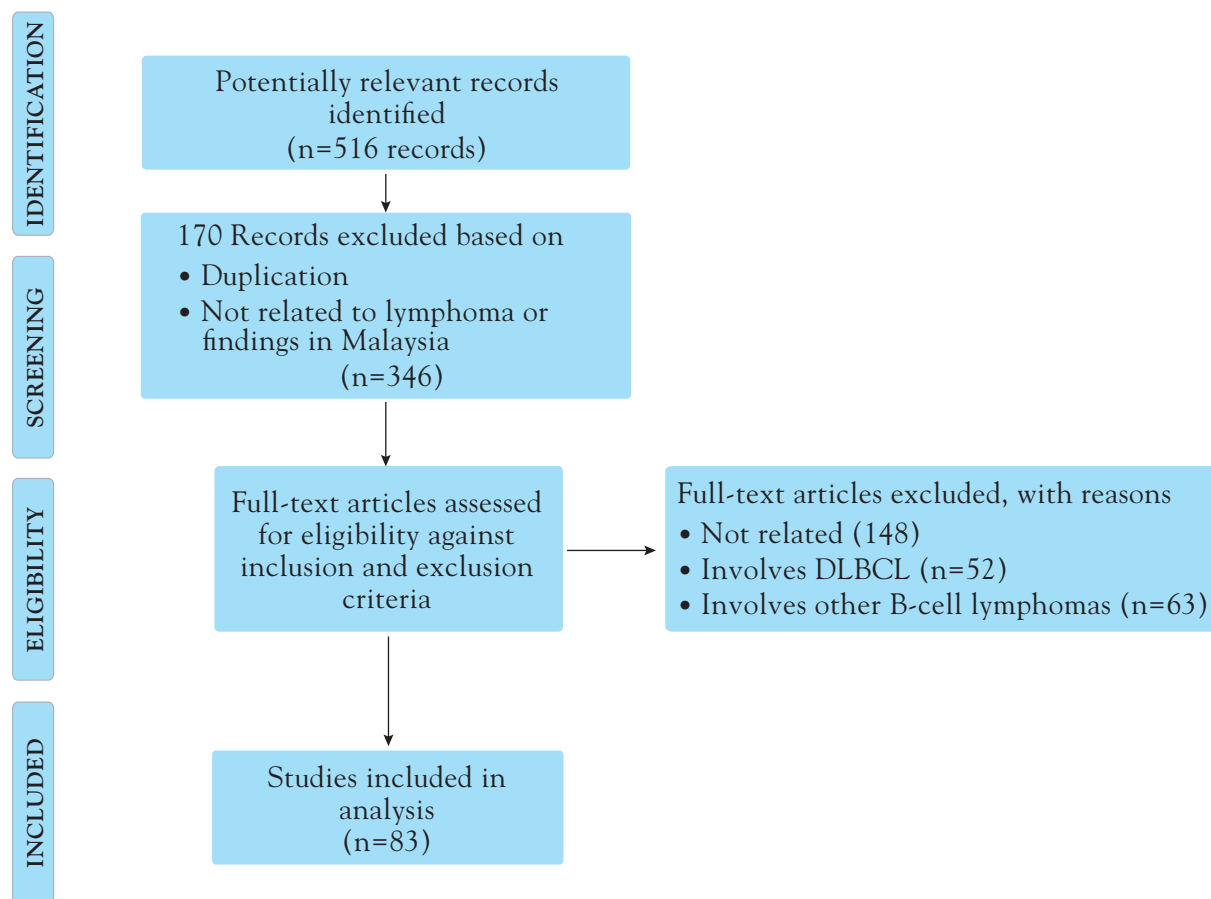 IDENTIFICATION
Potentially relevant records
identified
(n=516 records)
SCREENING
170 Records excluded based on
• Duplication
• Not related to lymphoma or
findings in Malaysia
(n=346)
ELIGIBILITY
Full-text articles assessed
for eligibility against
inclusion and exclusion
criteria
Full-text articles excluded, with reasons
• Not related (148)
• Involves DLBCL (n=52)
• Involves other B-cell lymphomas (n=63)
INCLUDED
Studies included in
analysis
(n=83)